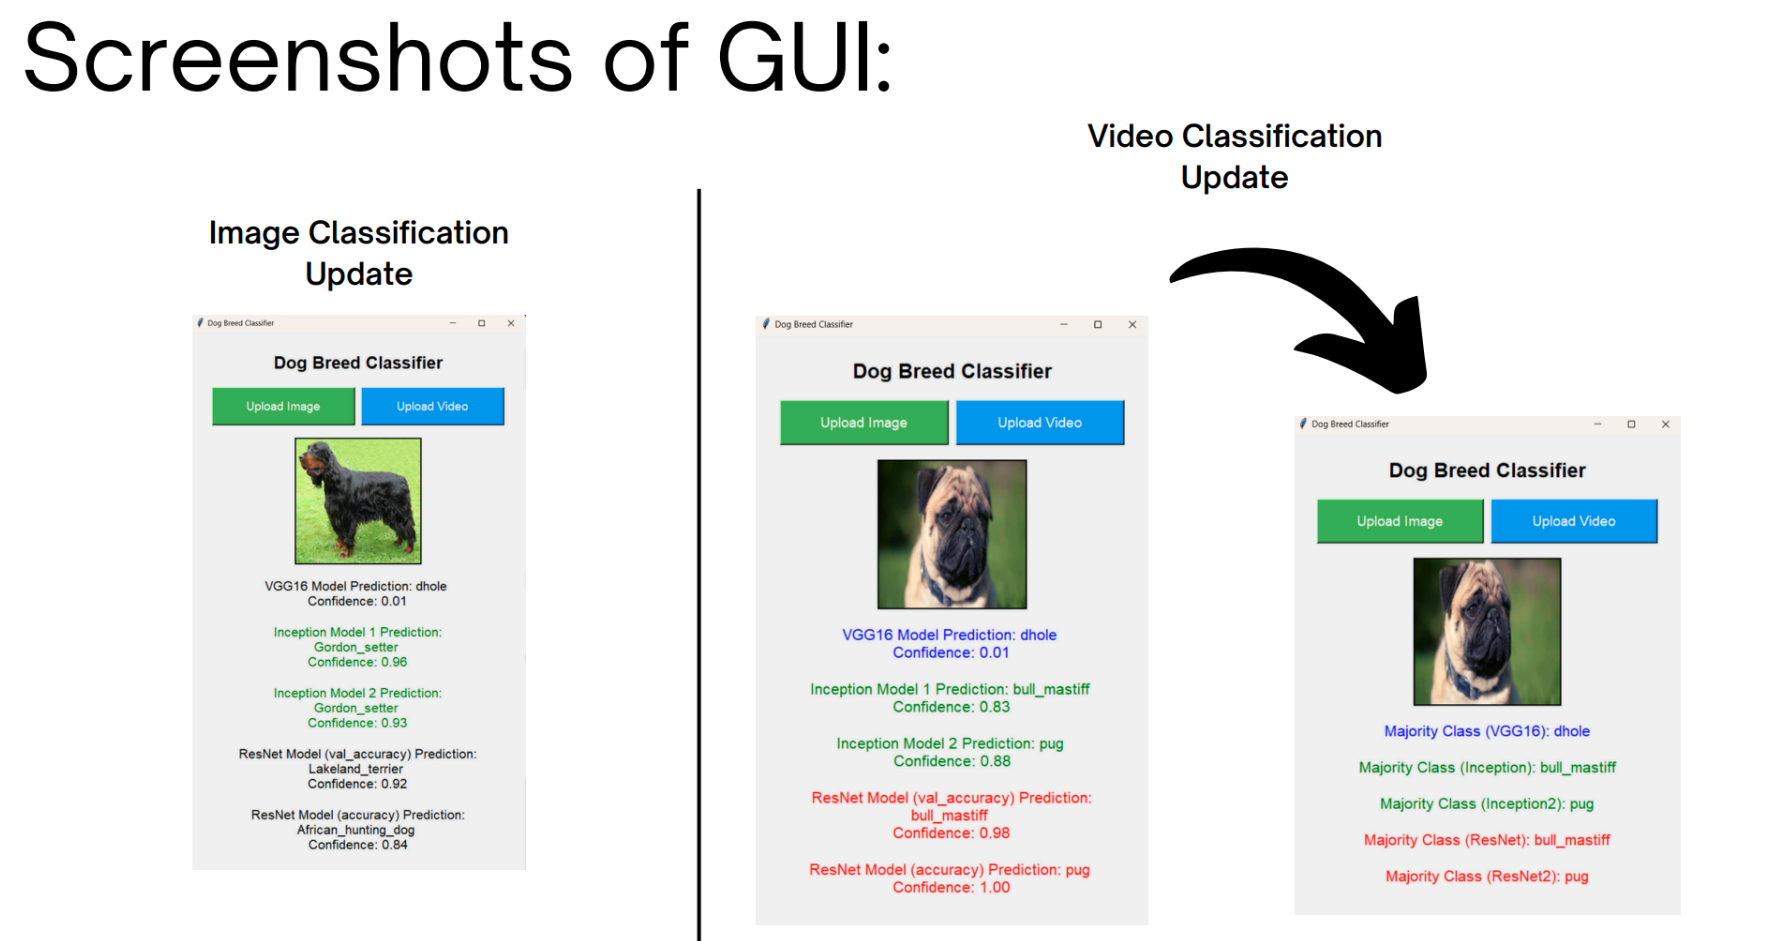 Screenshots of GUI:
Image Classification
Update
Dog Breed Classifier
Dog Breed Classifier
Upload Image
Upload Video
VGG16 Model Prediction: dhole
Confidence: 0.01
Inception Model 1 Prediction:
Gordon_setter
Confidence: 0.96
Inception Model 2 Prediction:
Gordon_setter
Confidence: 0.93
ResNet Model (val_accuracy) Prediction:
Lakeland_terrier
Confidence: 0.92
ResNet Model (accuracy) Prediction:
African_hunting_dog
Confidence: 0.84
Video Classification
Update
Dog Breed Classifier
Dog Breed Classifier
Upload Image
Upload Video
VGG16 Model Prediction: dhole
Confidence: 0.01
Inception Model 1 Prediction: bull_mastiff
Confidence: 0.83
Inception Model 2 Prediction: pug
Confidence: 0.88
ResNet Model (val_accuracy) Prediction:
bull_mastiff
Confidence: 0.98
ResNet Model (accuracy) Prediction: pug
Confidence: 1.00
Dog Breed Classifier
Dog Breed Classifier
Upload Image
Upload Video
Majority Class (VGG16): dhole
Majority Class (Inception): bull_mastiff
Majority Class (Inception2): pug
Majority Class (ResNet): bull_mastiff
Majority Class (ResNet2): pug